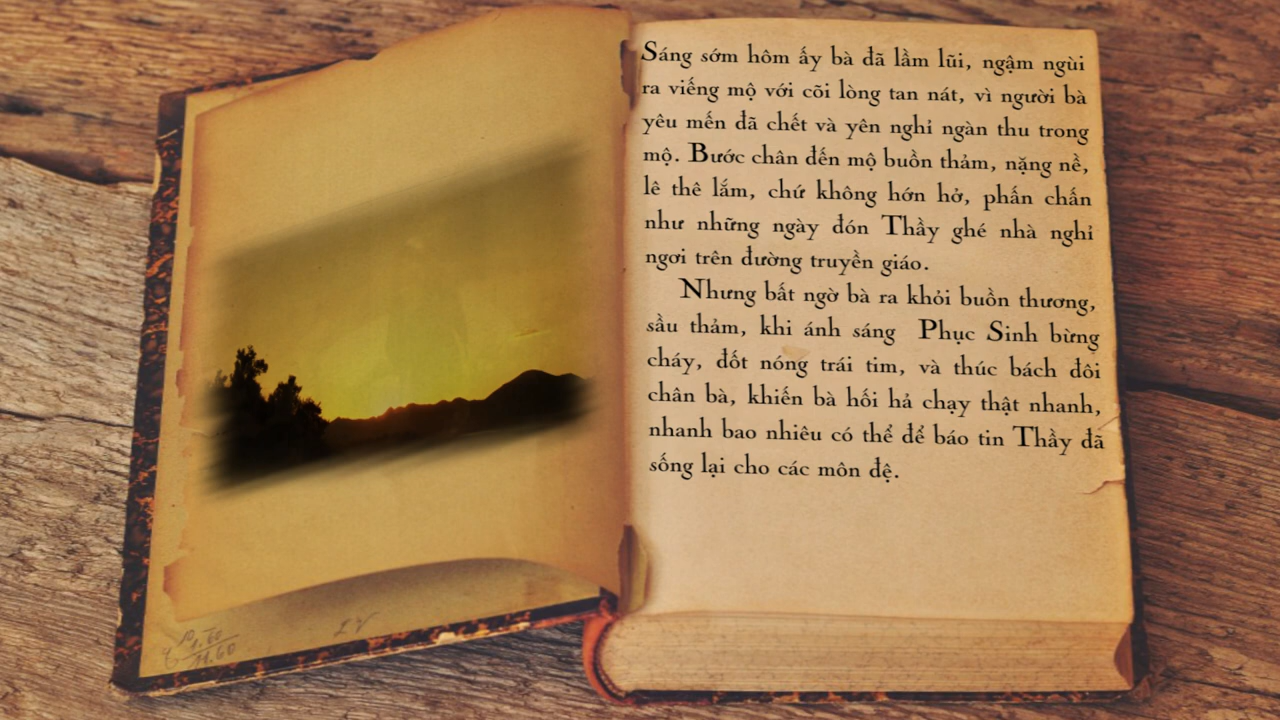 Sáng sớm hôm ấy bà đã lầm lũi, ngậm ngùi
ra viếng mộ với cõi lòng tan nát, vì người bà
yêu mến đã chết và yên nghỉ ngàn thu trong
mộ. Bước chân đến mộ buồn thảm, nặng nề,
lê thê lắm, chứ không hớn hở, phấn chấn
như những ngày đón Thầy ghé nhà nghỉ
ngơi trên đường truyền giáo.
Nhưng bất ngờ bà ra khỏi buồn thương,
sầu thảm, khi ánh sáng Phục Sinh bừng
cháy, đốt nóng trái tim, và thúc bách đôi
chân bà, khiến bà hối hả chạy thật nhanh,
nhanh bao nhiêu có thể để báo tin Thầy đã
sống lại cho các môn đệ.
11.60